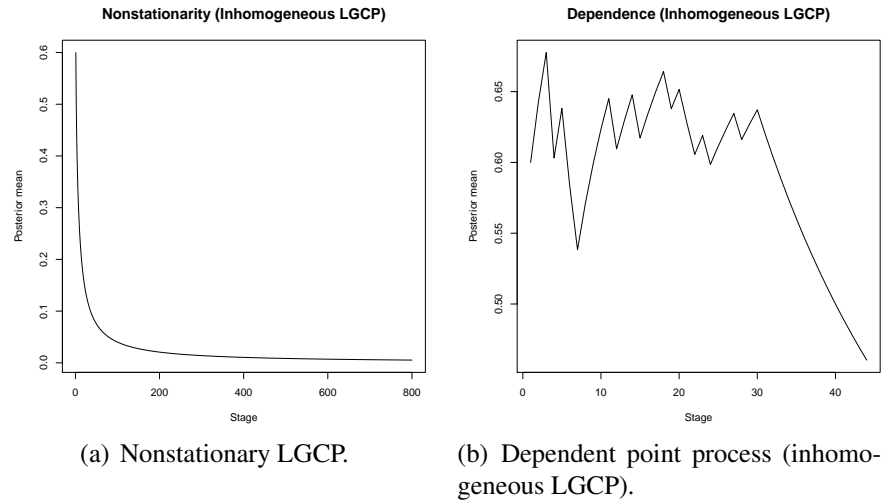 Nonstationarity (Inhomogeneous LGCP)
Posterior mean
0.6
0.5
0.4
0.3
0.2
0.1
0.0
0 200 400 600 800
Stage
(a) Nonstationary LGCP.
Dependence (Inhomogeneous LGCP)
Posterior mean
0.65
0.60
0.55
0.50
0 10 20 30 40
Stage
(b) Dependent point process (inhomo-
geneous LGCP).